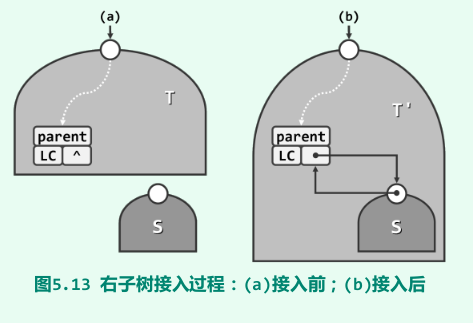 (a)
(b)
T
T'
parent
LC ^
parent
LC
S
S
图5.13 右子树接入过程：(a)接入前；(b)接入后